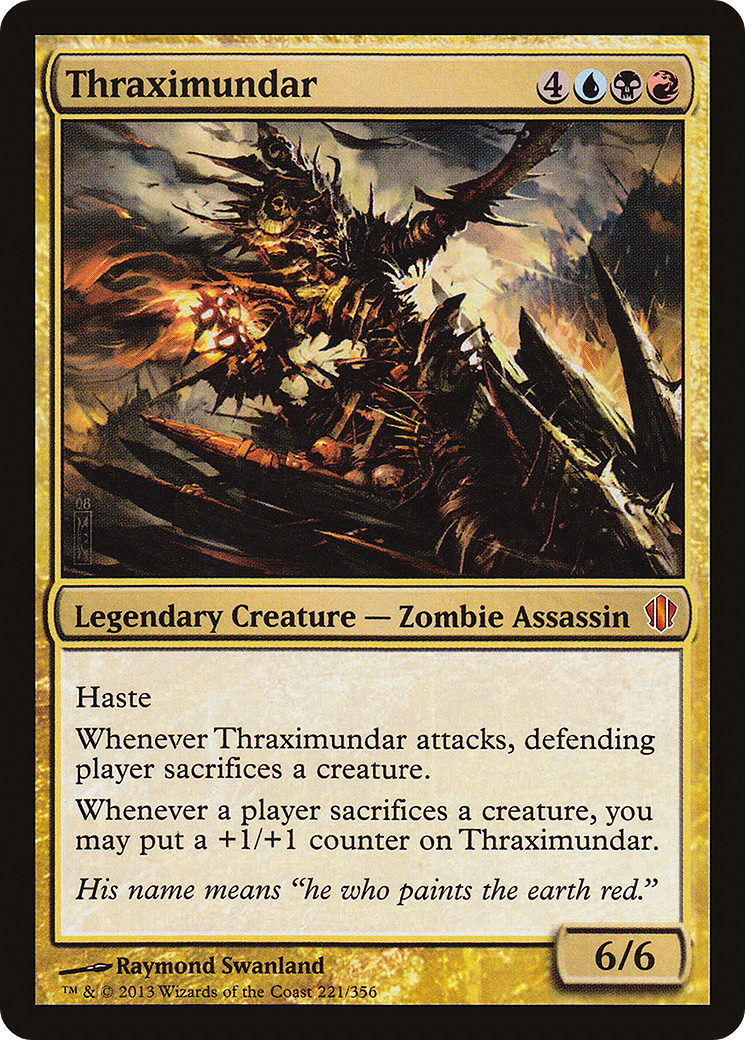 Thraximundar 4
Legendary Creature — Zombie Assassin
Haste
Whenever Thraximundar attacks, defending
player sacrifices a creature.
Whenever a player sacrifices a creature, you
may put a +1/+1 counter on Thraximundar.
His name means “he who paints the earth red.”
6/6
Raymond Swanland
™ & © 2013 Wizards of the Coast 221/356